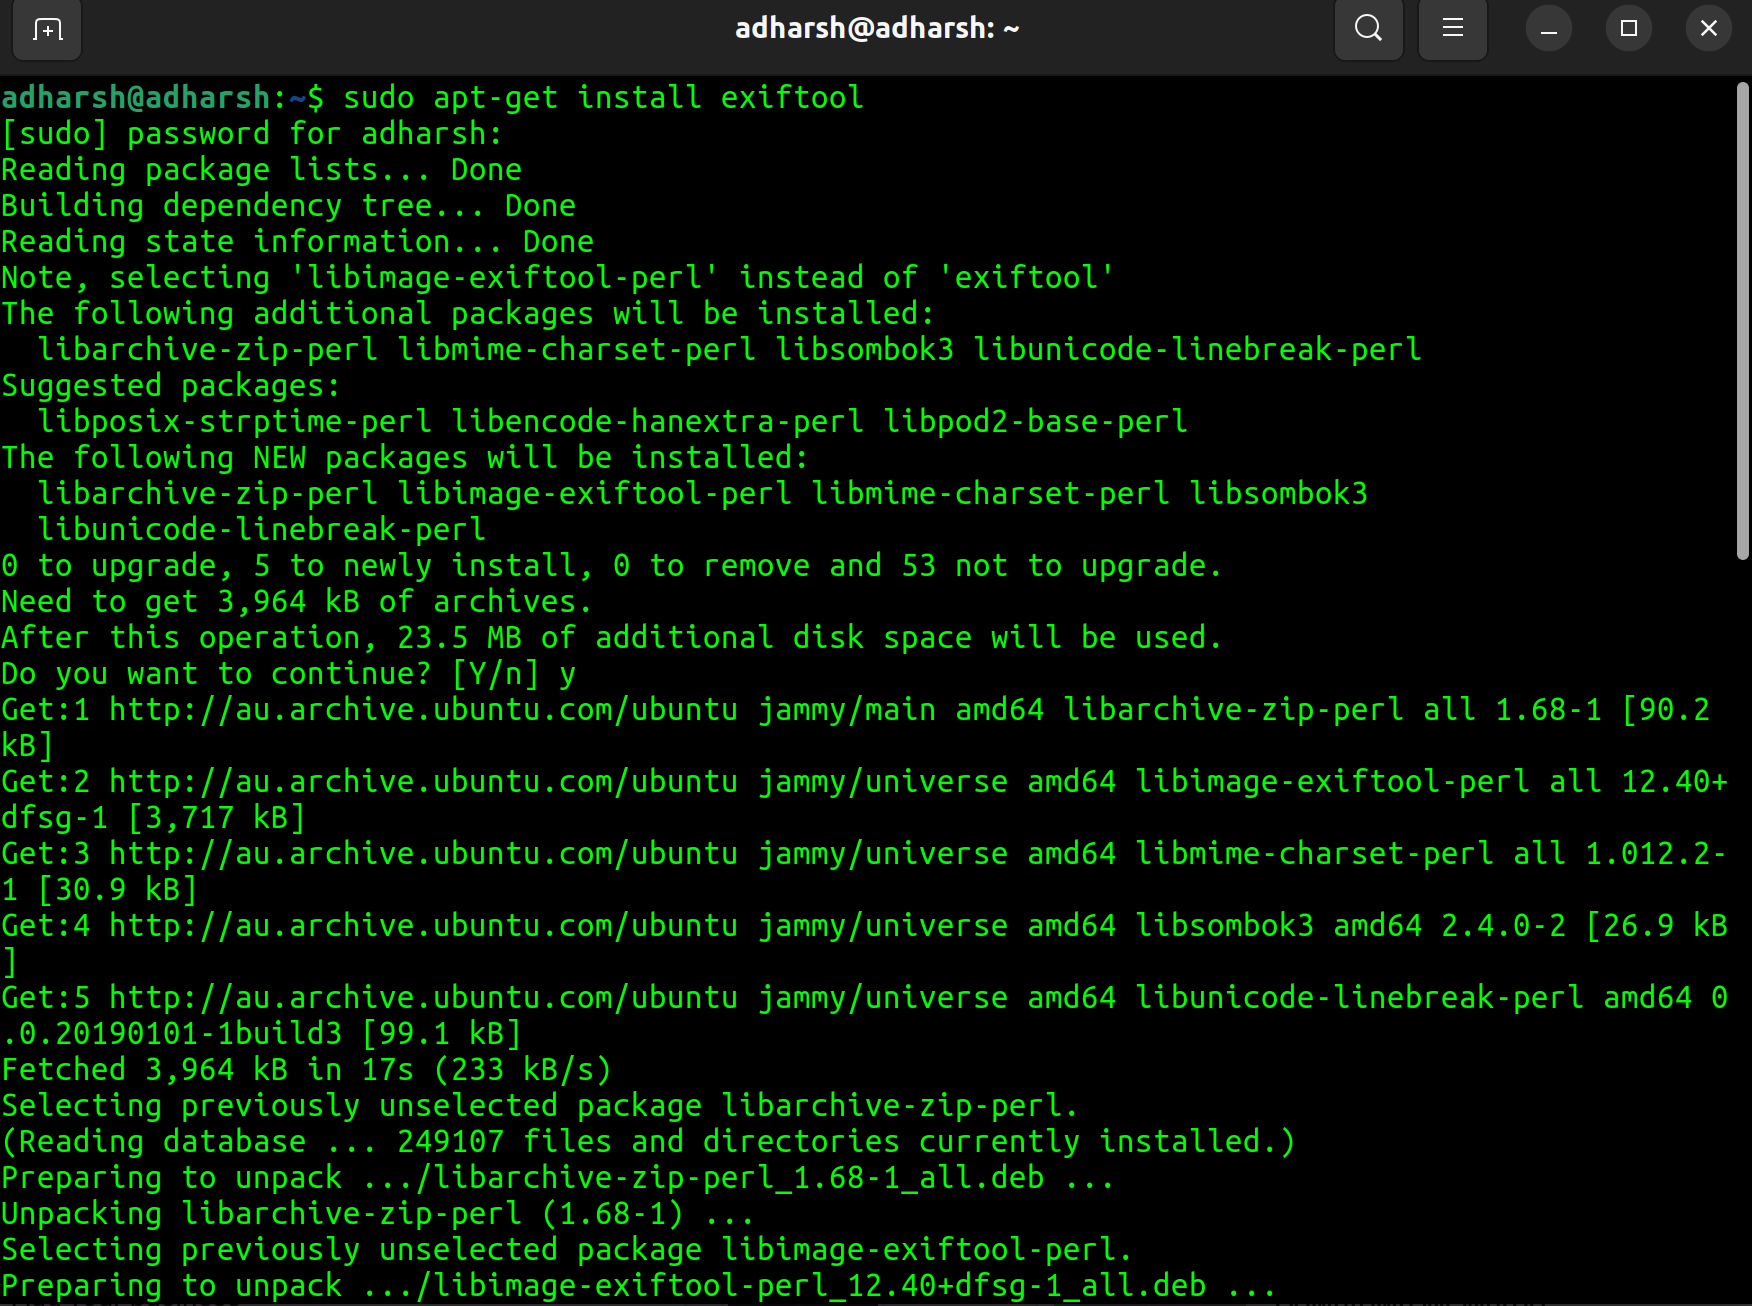 adharsh@adharsh: ~
adharsh@adharsh:~$ sudo apt-get install exiftool
[sudo] password for adharsh:
Reading package lists... Done
Building dependency tree... Done
Reading state information... Done
Note, selecting 'libimage-exiftool-perl' instead of 'exiftool'
The following additional packages will be installed:
  libarchive-zip-perl libmime-charset-perl libsombok3 libunicode-linebreak-perl
Suggested packages:
  libposix-strptime-perl libencode-hanextra-perl libpod2-base-perl
The following NEW packages will be installed:
  libarchive-zip-perl libimage-exiftool-perl libmime-charset-perl libsombok3
  libunicode-linebreak-perl
0 to upgrade, 5 to newly install, 0 to remove and 53 not to upgrade.
Need to get 3,964 kB of archives.
After this operation, 23.5 MB of additional disk space will be used.
Do you want to continue? [Y/n] y
Get:1 http://au.archive.ubuntu.com/ubuntu jammy/main amd64 libarchive-zip-perl all 1.68-1 [90.2
kB]
Get:2 http://au.archive.ubuntu.com/ubuntu jammy/universe amd64 libimage-exiftool-perl all 12.40+
dfsg-1 [3,717 kB]
Get:3 http://au.archive.ubuntu.com/ubuntu jammy/universe amd64 libmime-charset-perl all 1.012.2-
1 [30.9 kB]
Get:4 http://au.archive.ubuntu.com/ubuntu jammy/universe amd64 libsombok3 amd64 2.4.0-2 [26.9 kB
]
Get:5 http://au.archive.ubuntu.com/ubuntu jammy/universe amd64 libunicode-linebreak-perl amd64 0
.0.20190101-1build3 [99.1 kB]
Fetched 3,964 kB in 17s (233 kB/s)
Selecting previously unselected package libarchive-zip-perl.
(Reading database ... 249107 files and directories currently installed.)
Preparing to unpack .../libarchive-zip-perl_1.68-1_all.deb ...
Unpacking libarchive-zip-perl (1.68-1) ...
Selecting previously unselected package libimage-exiftool-perl.
Preparing to unpack .../libimage-exiftool-perl_12.40+dfsg-1_all.deb ...